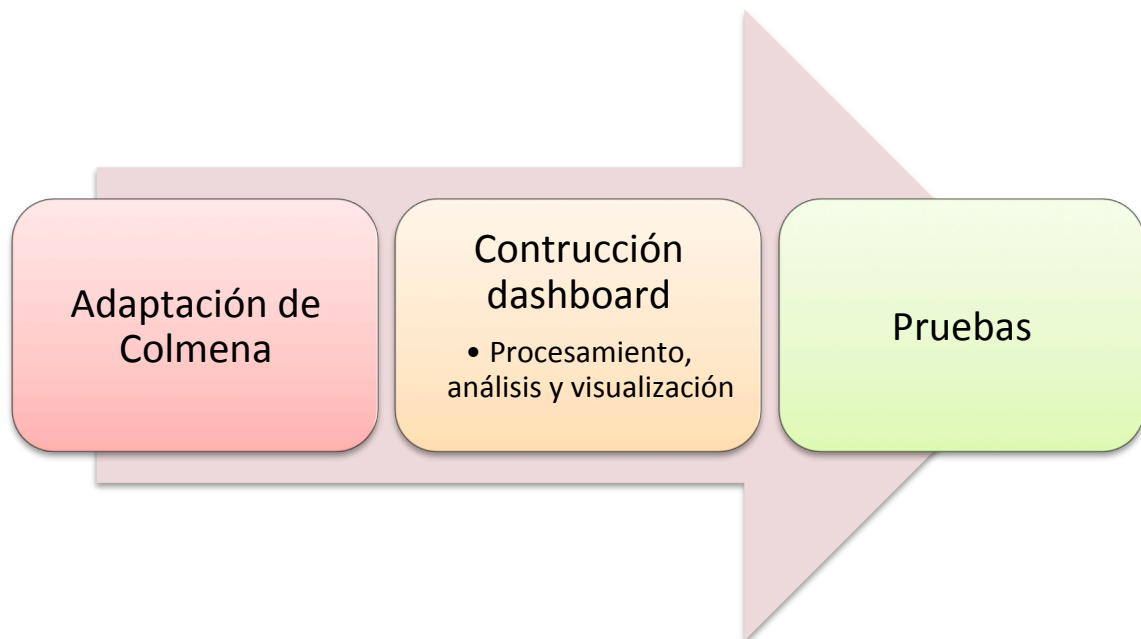 Adaptación de
Colmena
Contrucción
dashboard
• Procesamiento,
análisis y visualización
Pruebas